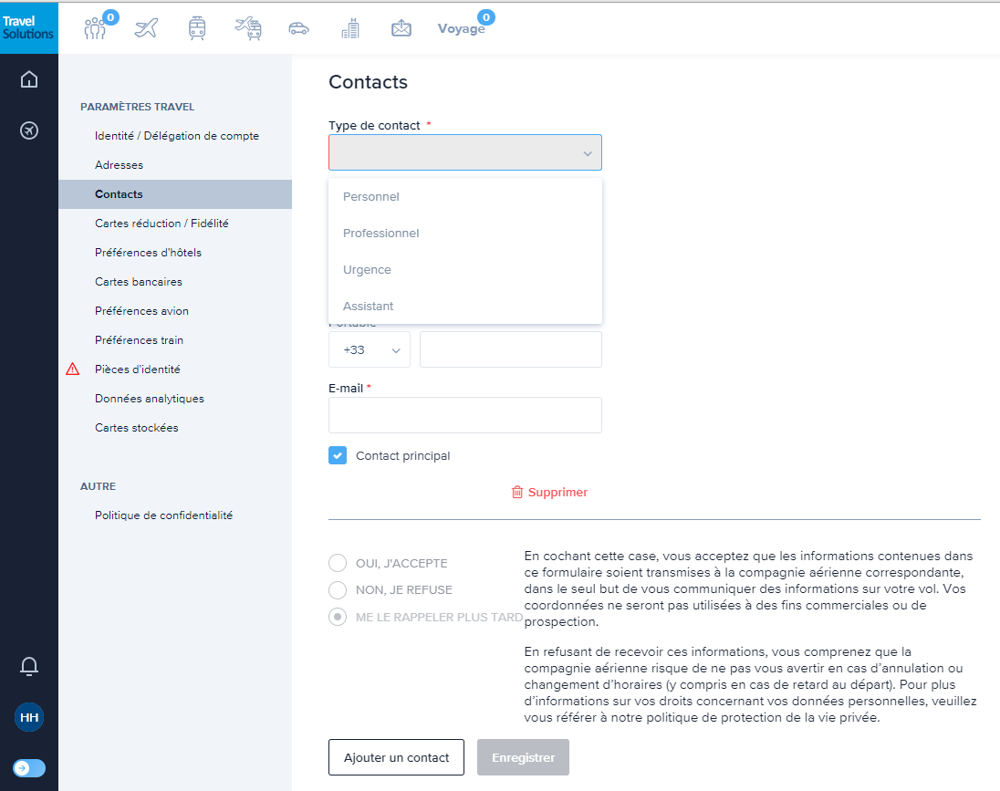 Travel
Solutions
0
Voyage
0
PARAMÈTRES TRAVEL
Identité / Délégation de compte
Adresses
Contacts
Cartes réduction / Fidélité
Préférences d'hôtels
Cartes bancaires
Préférences avion
Préférences train
Pièces d'identité
Données analytiques
Cartes stockées
AUTRE
Politique de confidentialité
HH
Contacts
Type de contact *
Personnel
Professionnel
Urgence
Assistant
Portable
+33
E-mail *
Contact principal
Supprimer
OUI, J'ACCEPTE
NON, JE REFUSE
ME LE RAPPELER PLUS TARD
En cochant cette case, vous acceptez que les informations contenues dans
ce formulaire soient transmises à la compagnie aérienne correspondante,
dans le seul but de vous communiquer des informations sur votre vol. Vos
coordonnées ne seront pas utilisées à des fins commerciales ou de
prospection.
En refusant de recevoir ces informations, vous comprenez que la
compagnie aérienne risque de ne pas vous avertir en cas d'annulation ou
changement d'horaires (y compris en cas de retard au départ). Pour plus
d'informations sur vos droits concernant vos données personnelles, veuillez
vous référer à notre politique de protection de la vie privée.
Ajouter un contact
Enregistrer